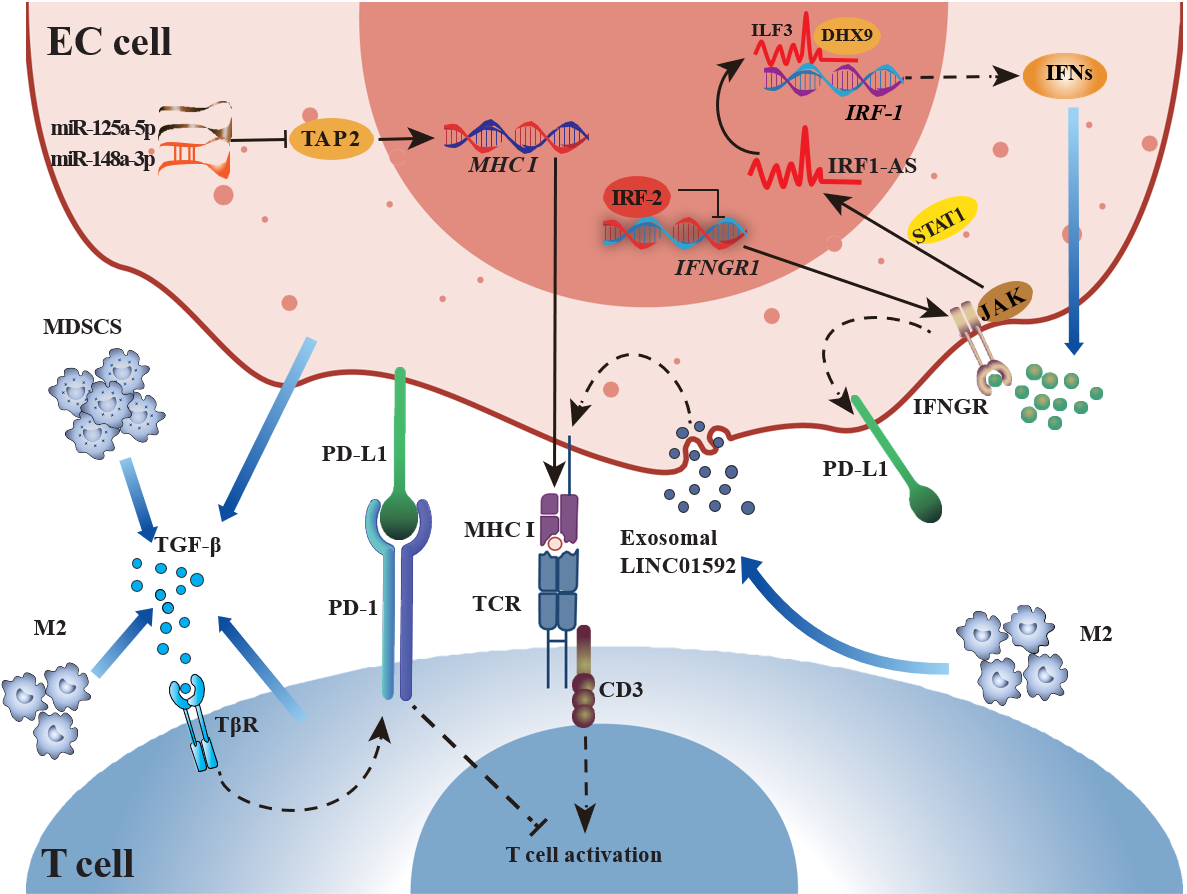 EC cell
ILF3
DHX9
IFNs
IRF-1
miR-125a-5p
miR-148a-3p
TAP2
MHC I
IRF1-AS
IRF-2
STAT1
IFNGR1
JAK
MDSCS
IFNGR
PD-L1
PD-L1
MHC I
Exosomal
LINC01592
TGF-β
PD-1
TCR
M2
M2
CD3
TβR
T cell activation
T cell